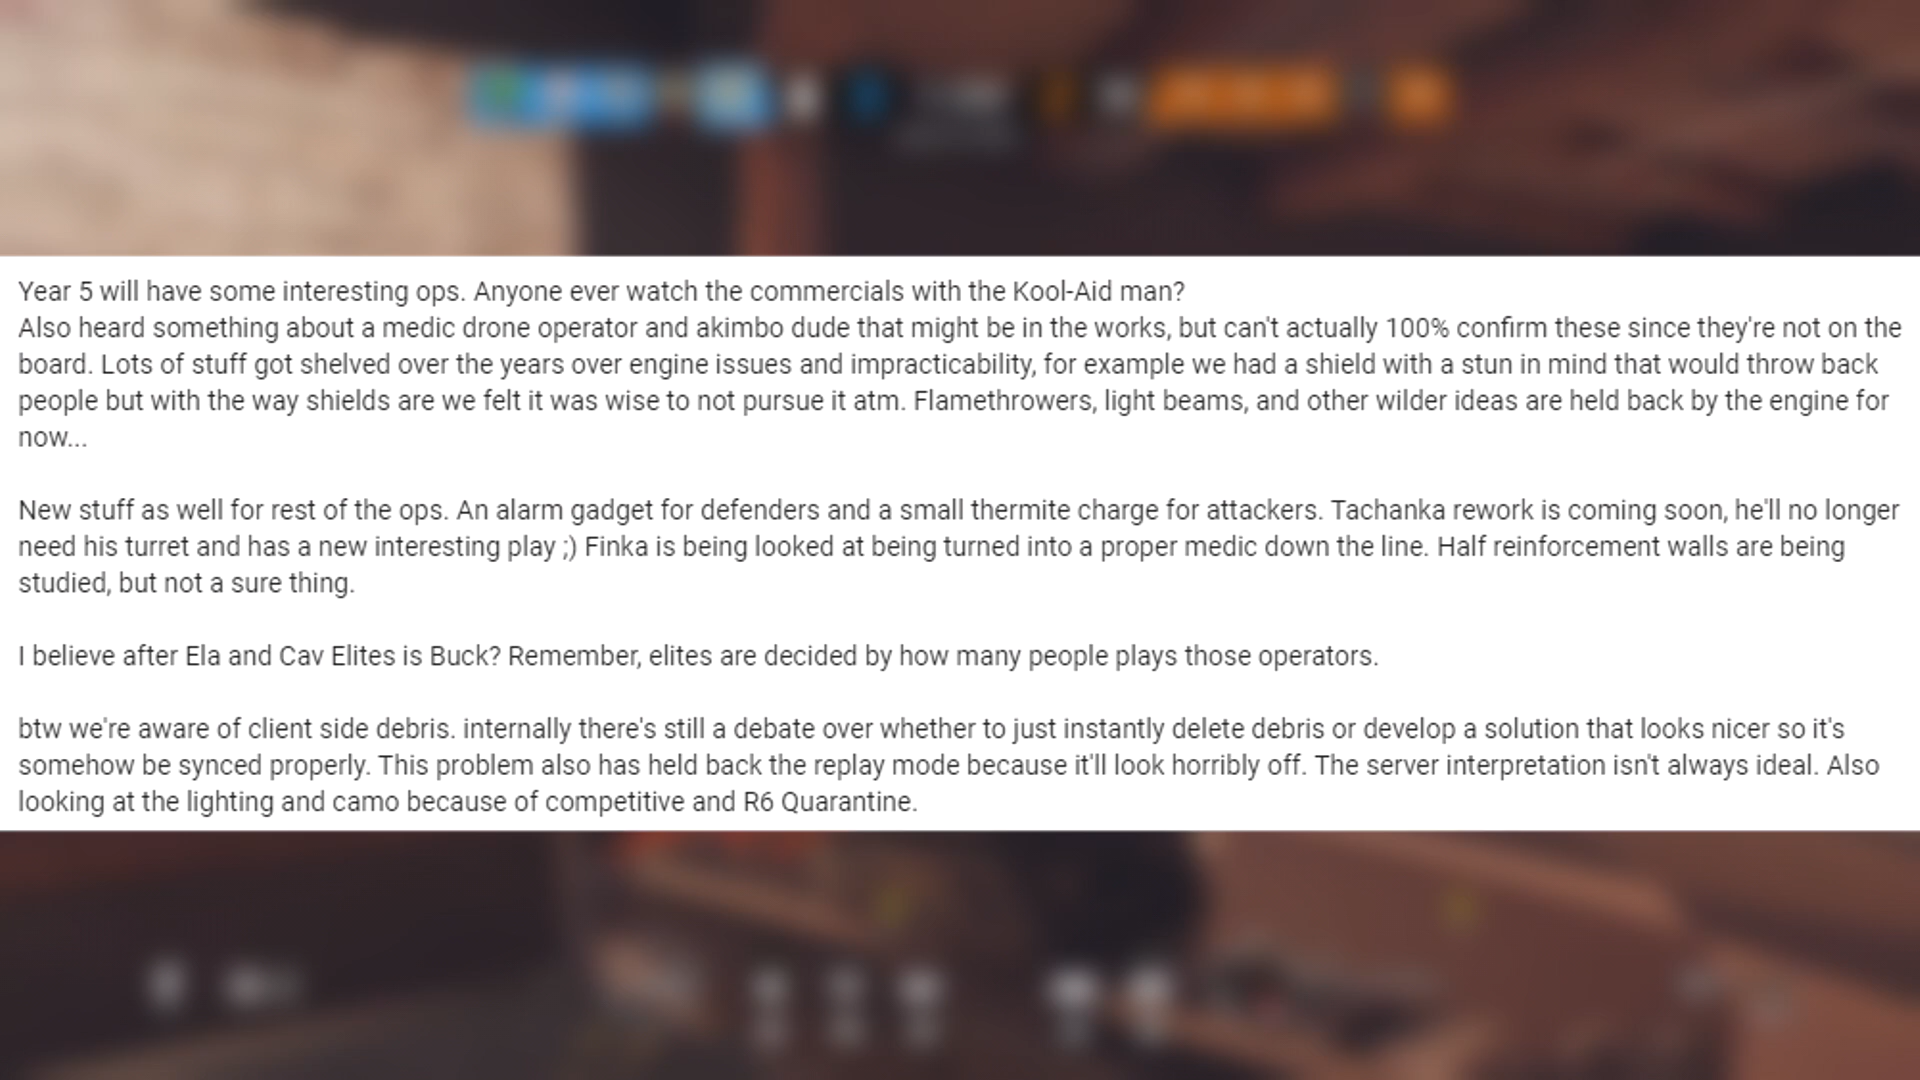 Year 5 will have some interesting ops. Anyone ever watch the commercials with the Kool-Aid man?
Also heard something about a medic drone operator and akimbo dude that might be in the works, but can't actually 100% confirm these since they're not on the
board. Lots of stuff got shelved over the years over engine issues and impracticability, for example we had a shield with a stun in mind that would throw back
people but with the way shields are we felt it was wise to not pursue it atm. Flamethrowers, light beams, and other wilder ideas are held back by the engine for
now...
New stuff as well for rest of the ops. An alarm gadget for defenders and a small thermite charge for attackers. Tachanka rework is coming soon, he'll no longer
need his turret and has a new interesting play ;) Finka is being looked at being turned into a proper medic down the line. Half reinforcement walls are being
studied, but not a sure thing.
I believe after Ela and Cav Elites is Buck? Remember, elites are decided by how many people plays those operators.
btw we're aware of client side debris. internally there's still a debate over whether to just instantly delete debris or develop a solution that looks nicer so it's
somehow be synced properly. This problem also has held back the replay mode because it'll look horribly off. The server interpretation isn't always ideal. Also
looking at the lighting and camo because of competitive and R6 Quarantine.